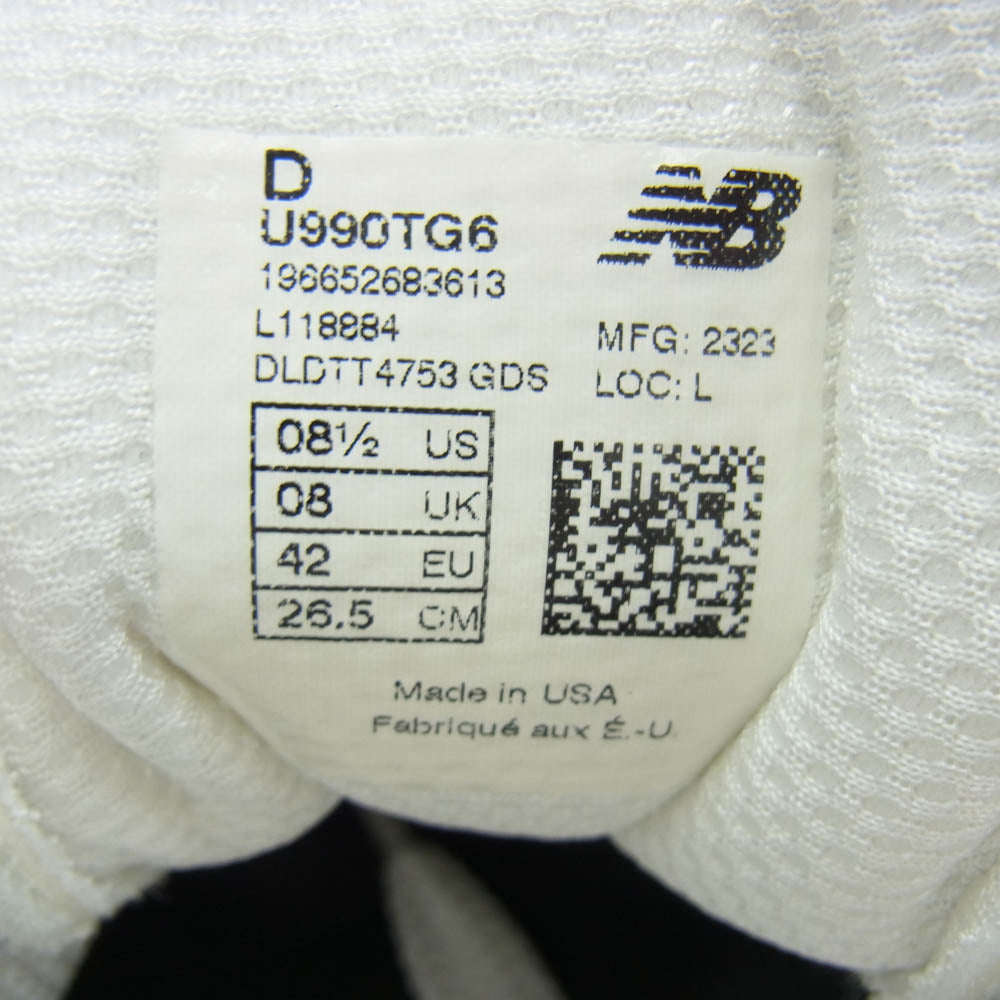 D
U990TG6
NB
196652683613
L118884
MFG: 2323
DLDTT4753 GDS
LOC: L
08½ US
08 UK
42 EU
26.5 CM
Made in USA
Fabriqué aux É.-U.